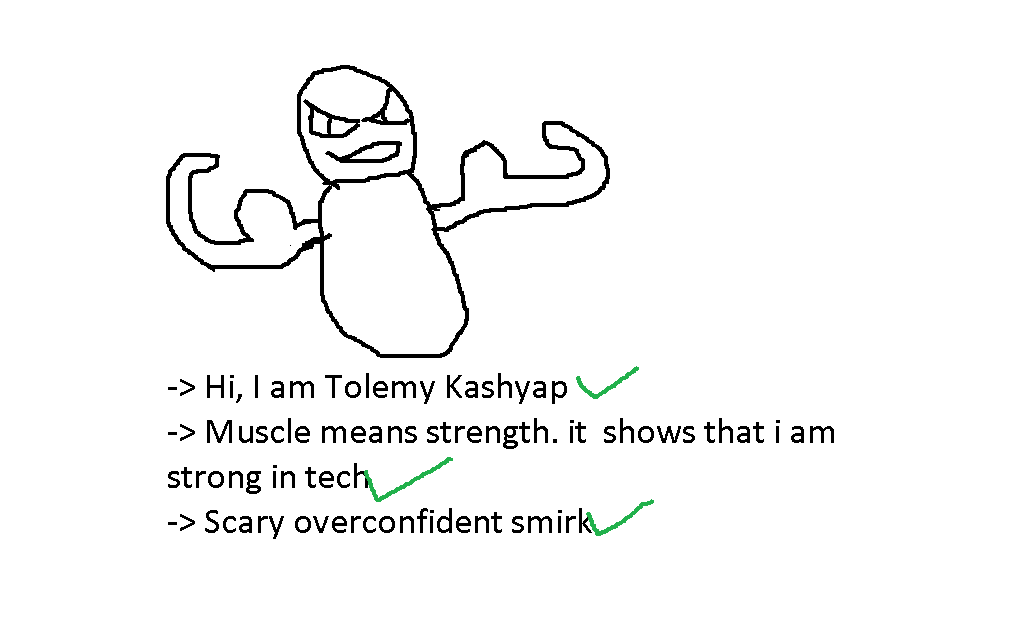 -> Hi, I am Tolemy Kashyap
-> Muscle means strength. it  shows that i am
strong in tech
-> Scary overconfident smirk